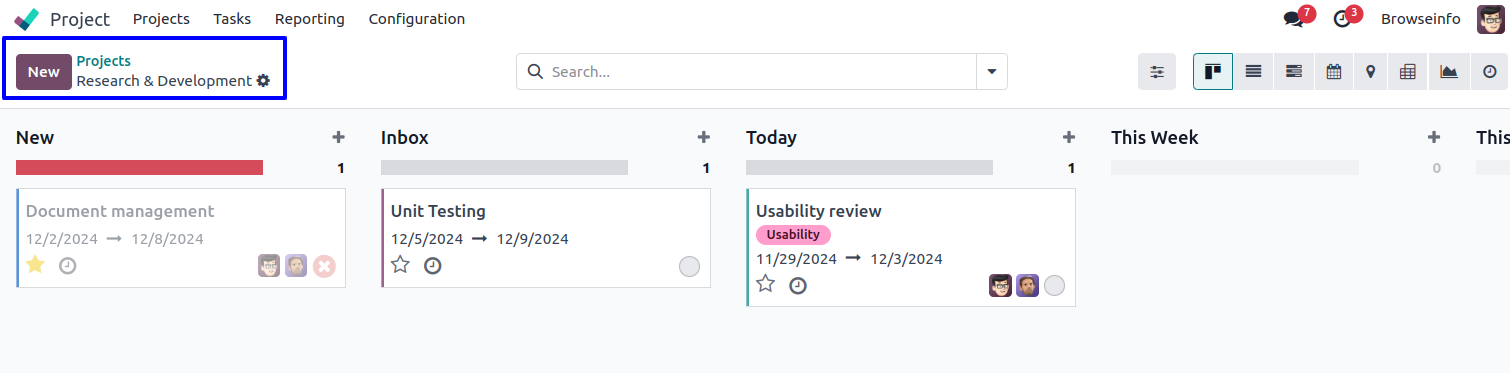 Project Projects Tasks Reporting Configuration 7 3 Browseinfo
New Projects
Research & Development
Search...
New Inbox Today This Week This
1 1 1 0
Document management Unit Testing Usability review
12/2/2024 → 12/8/2024 12/5/2024 → 12/9/2024 Usability
11/29/2024 → 12/3/2024